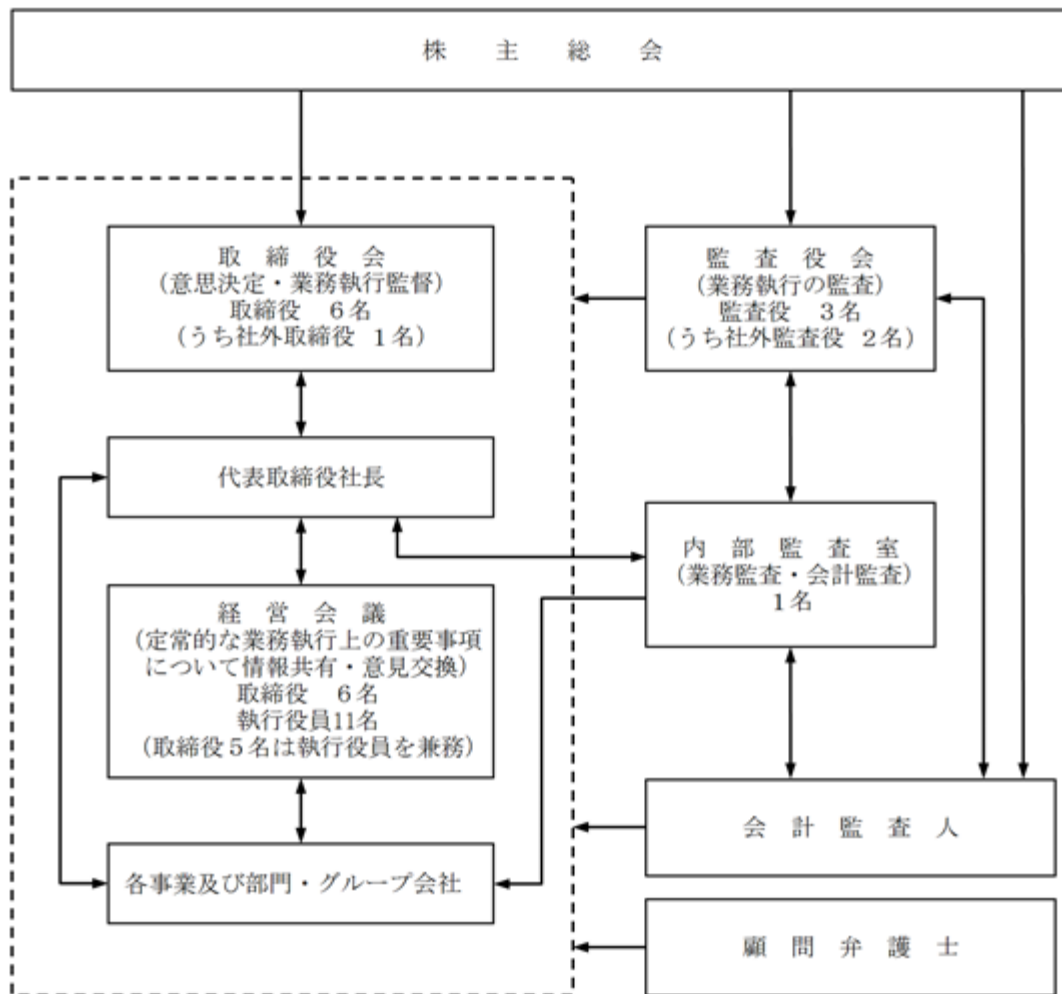 株主総会
取締役会
(意思決定・業務執行監督)
取締役 6名
(うち社外取締役 1名)
監査役会
(業務執行の監査)
監査役 3名
(うち社外監査役 2名)
代表取締役社長
内部監査室
(業務監査・会計監査)
1名
経営会議
(定常的な業務執行上の重要事項
について情報共有・意見交換)
取締役 6名
執行役員11名
(取締役5名は執行役員を兼務)
会計監査人
各事業及び部門・グループ会社
顧問弁護士